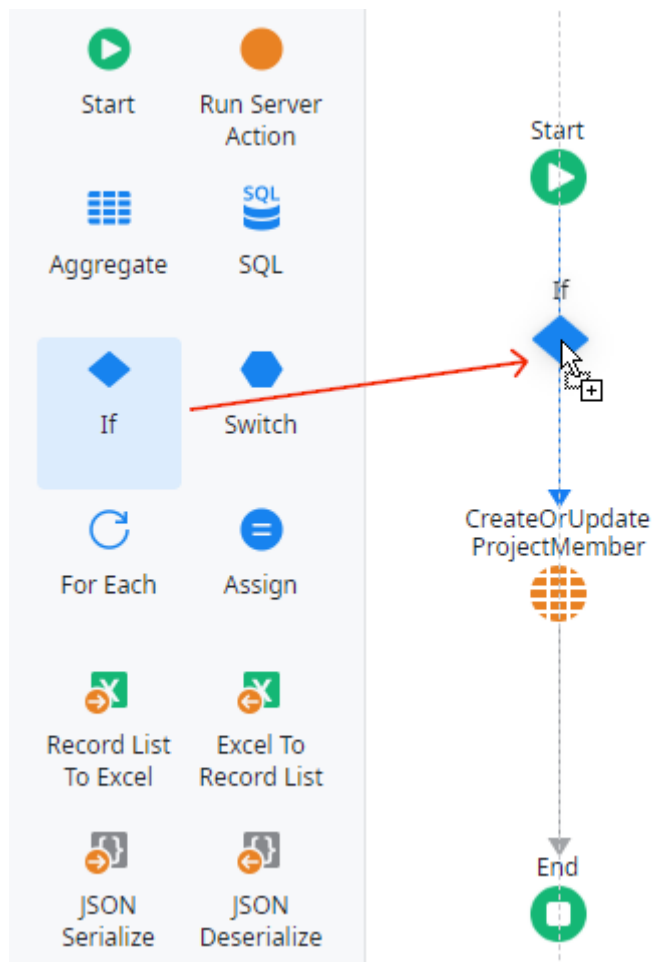 Start
Run Server
Action
Aggregate
SQL
SQL
If
Switch
For Each
Assign
X
X
Record List
To Excel
Excel To
Record List
{}
{}
JSON
Serialize
JSON
Deserialize
Start
If
CreateOrUpdate
ProjectMember
End